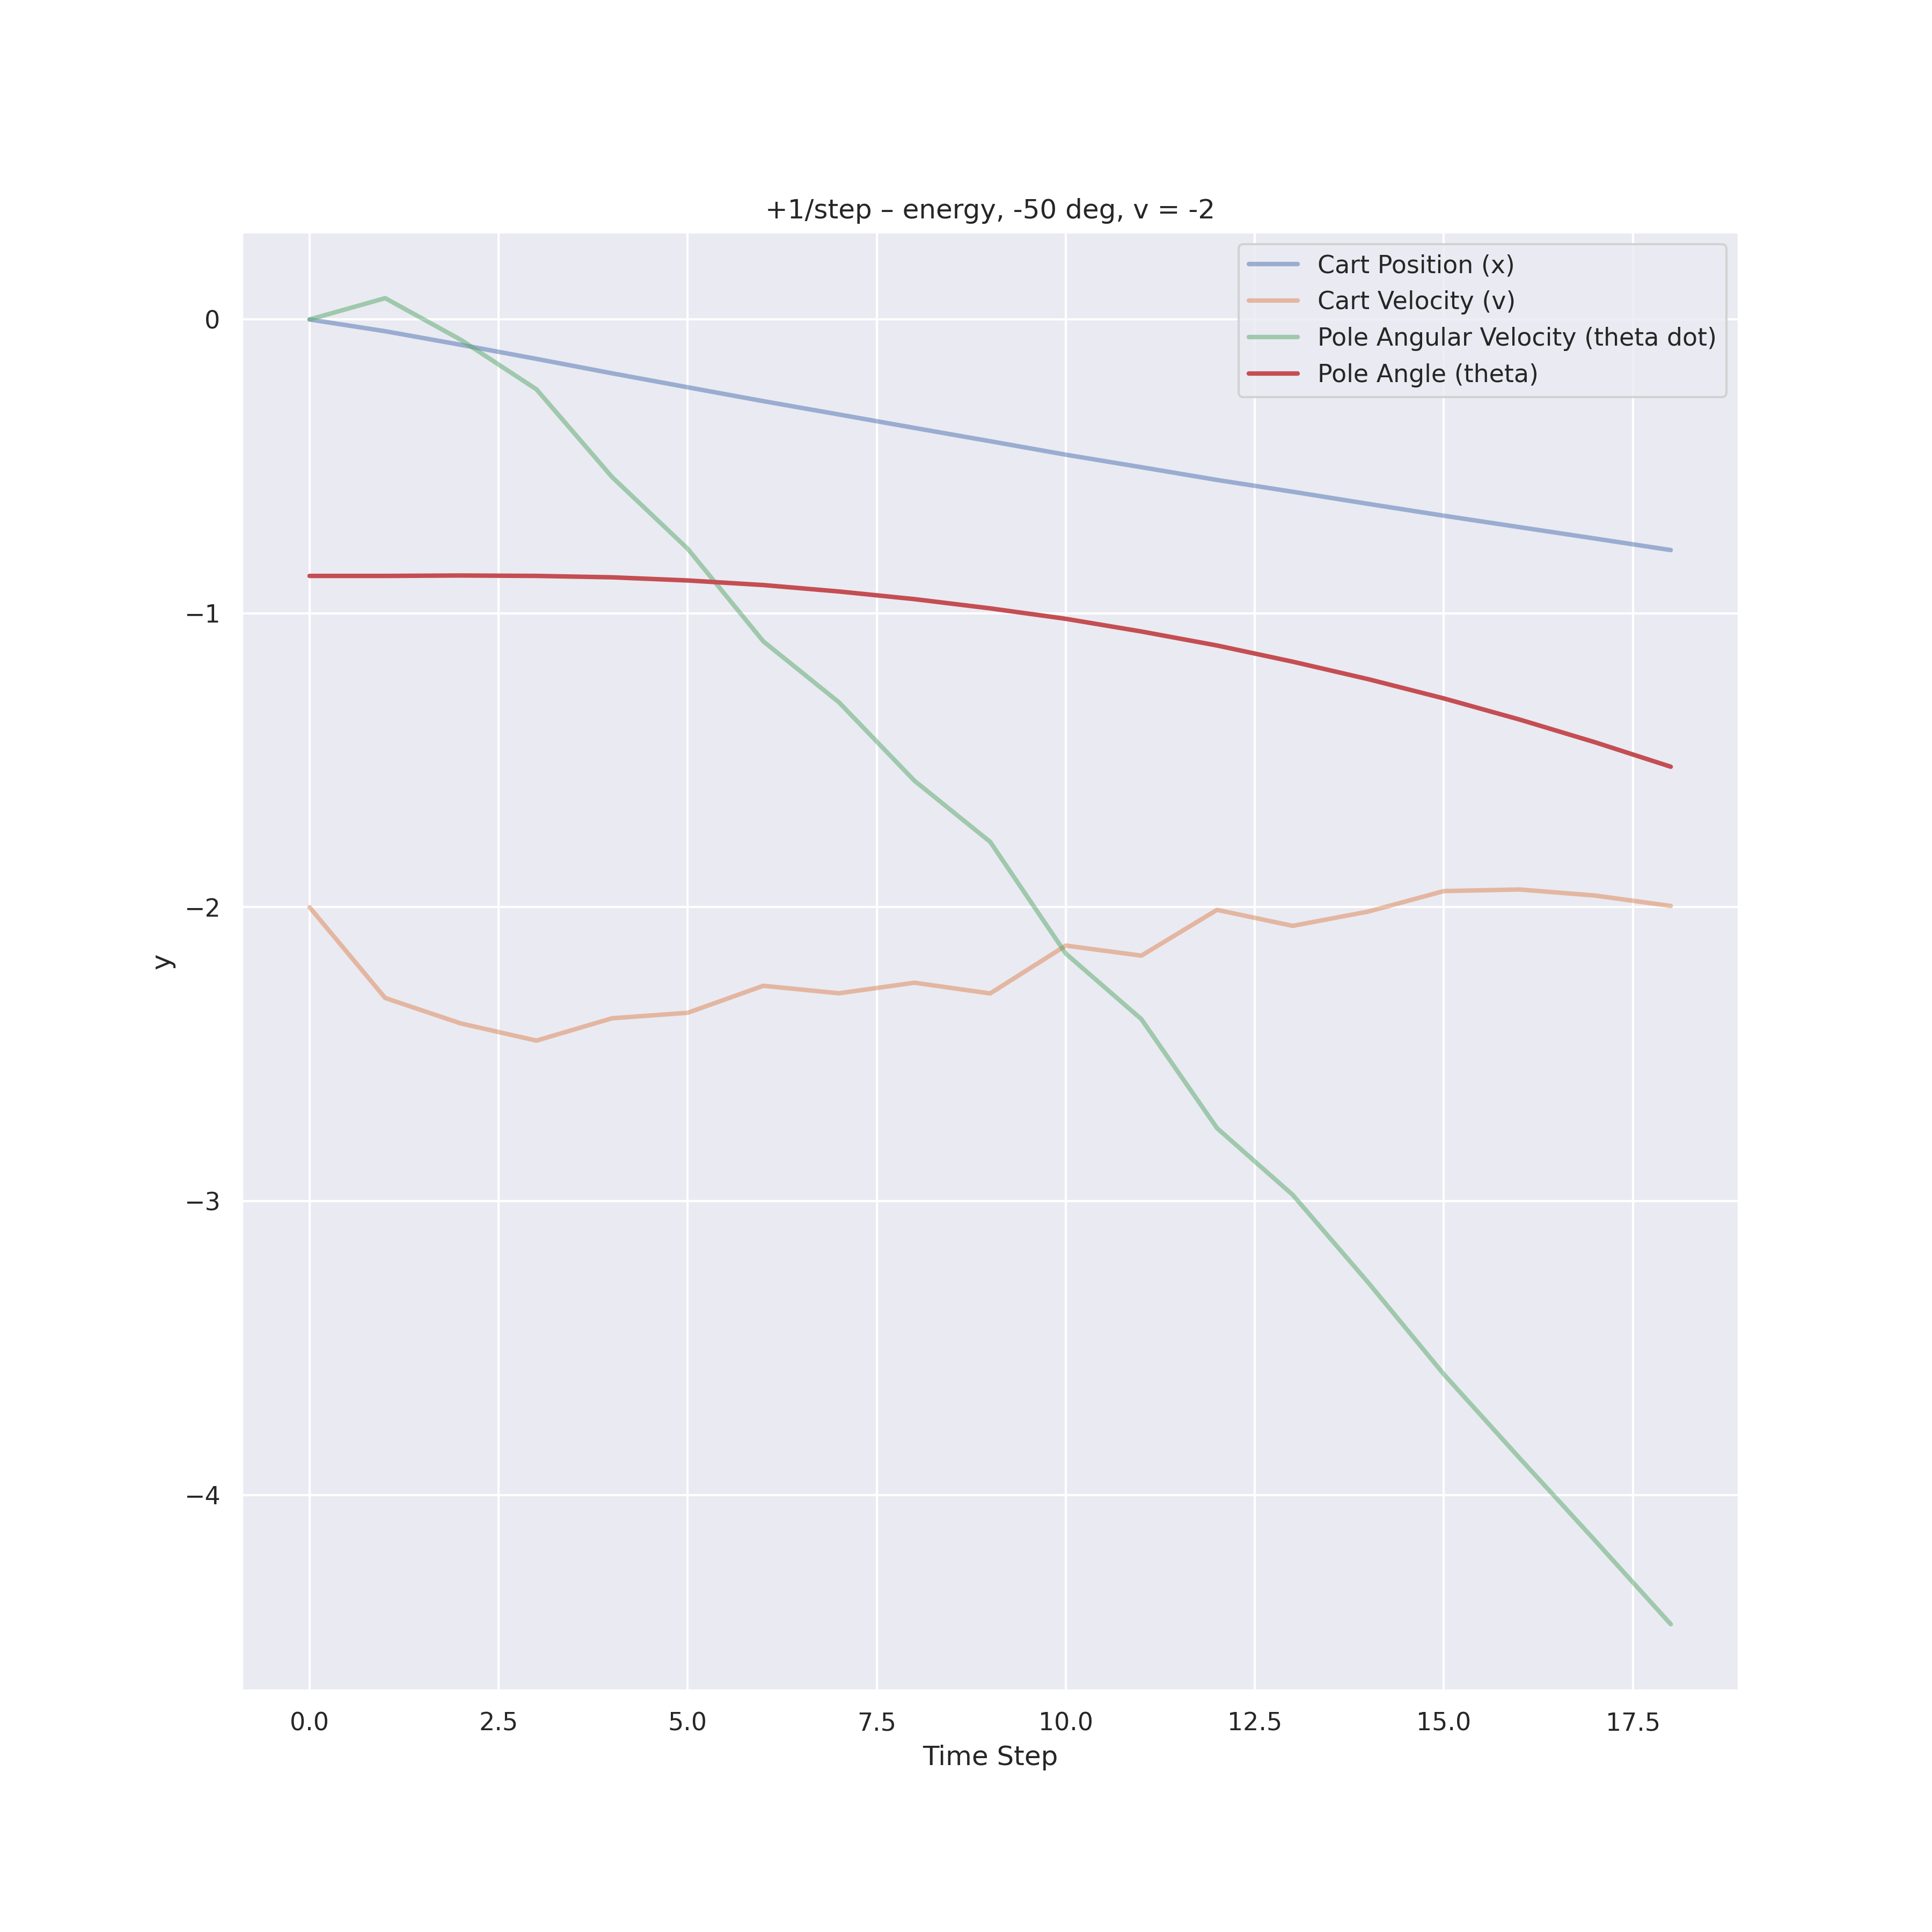 +1/step – energy, -50 deg, v = -2
Cart Position (x)
Cart Velocity (v)
Pole Angular Velocity (theta dot)
Pole Angle (theta)
0
−1
−2
−3
−4
y
0.0 2.5 5.0 7.5 10.0 12.5 15.0 17.5
Time Step